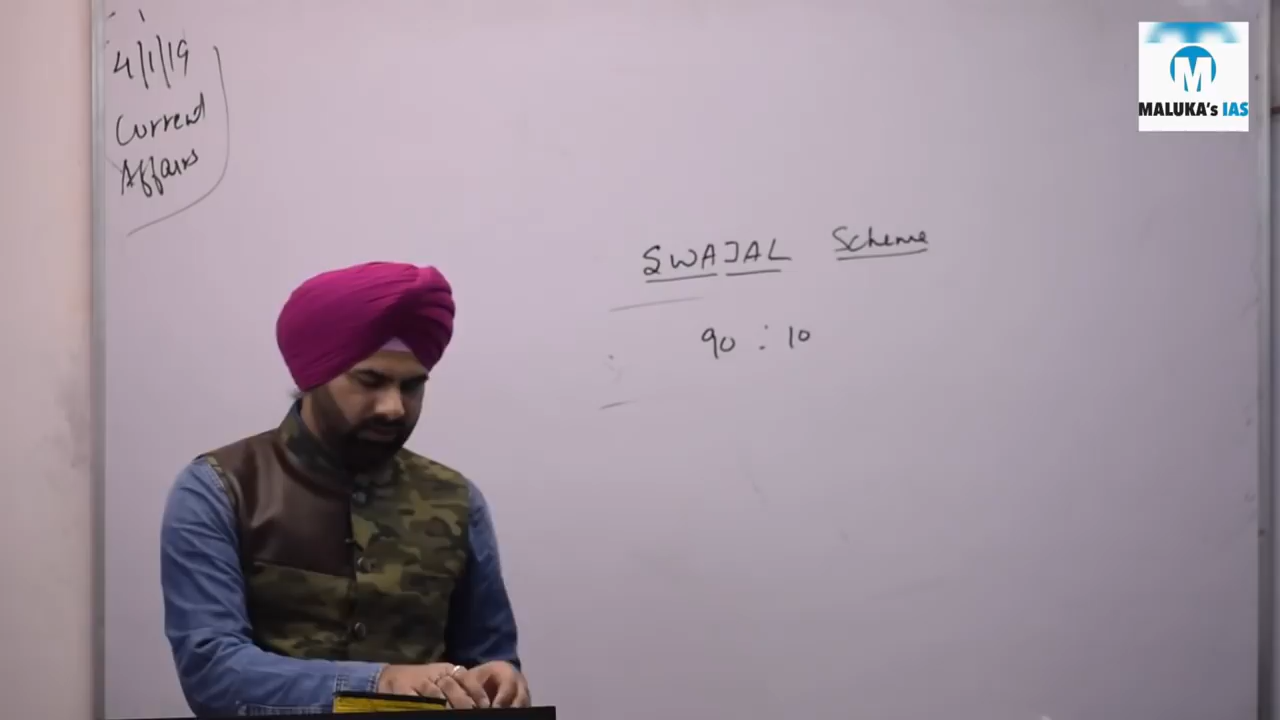 4/1/19
Current
Affairs
SWAJAL Scheme
90 : 10
M
MALUKA's IAS